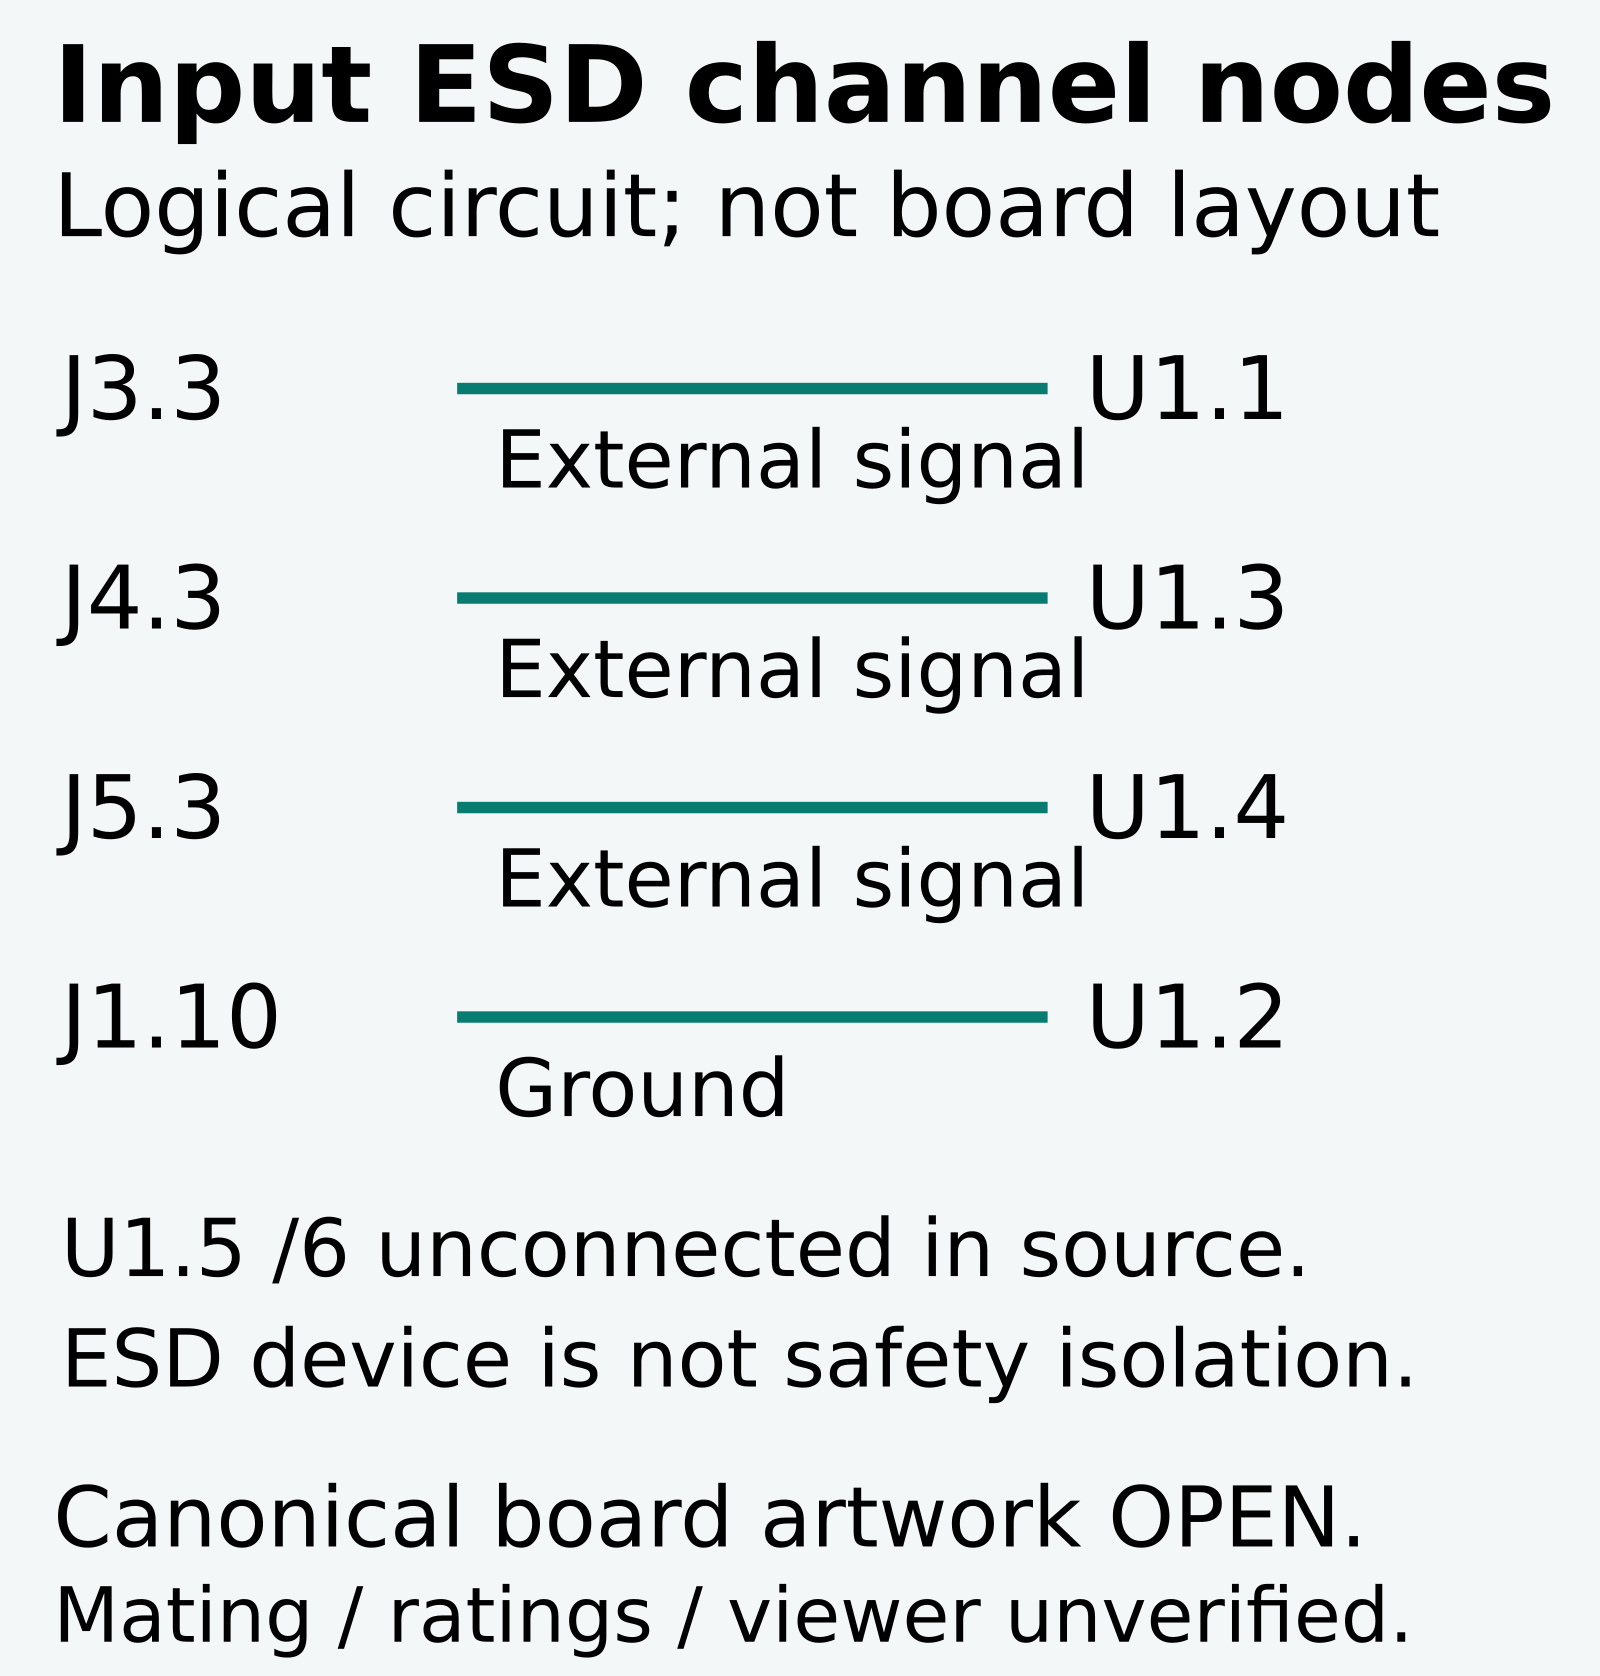 Input ESD channel nodes
Logical circuit; not board layout
J3.3 U1.1
External signal
J4.3 U1.3
External signal
J5.3 U1.4
External signal
J1.10 U1.2
Ground
U1.5 /6 unconnected in source.
ESD device is not safety isolation.
Canonical board artwork OPEN.
Mating / ratings / viewer unverified.